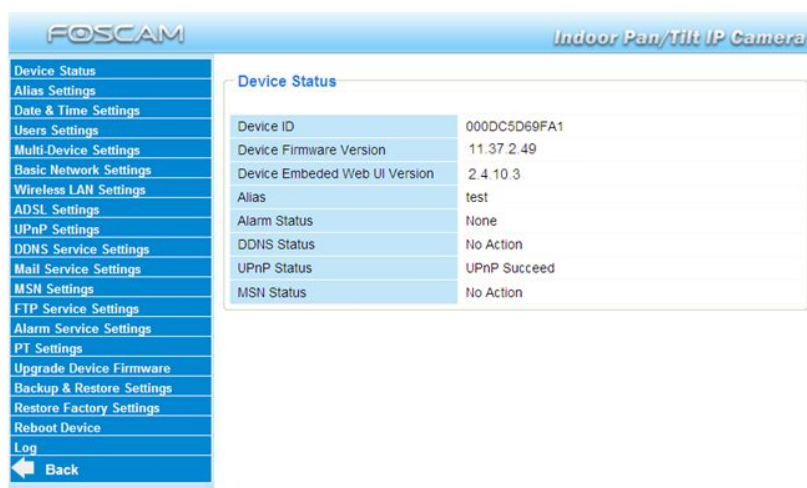 FOSCAM
Indoor Pan/Tilt IP Camera
Device Status
Alias Settings
Date & Time Settings
Users Settings
Multi-Device Settings
Basic Network Settings
Wireless LAN Settings
ADSL Settings
UPnP Settings
DDNS Service Settings
Mail Service Settings
MSN Settings
FTP Service Settings
Alarm Service Settings
PT Settings
Upgrade Device Firmware
Backup & Restore Settings
Restore Factory Settings
Reboot Device
Log
Back
Device Status
Device ID 000DC5D69FA1
Device Firmware Version 11.37.2.49
Device Embeded Web UI Version 2.4.10.3
Alias test
Alarm Status None
DDNS Status No Action
UPnP Status UPnP Succeed
MSN Status No Action